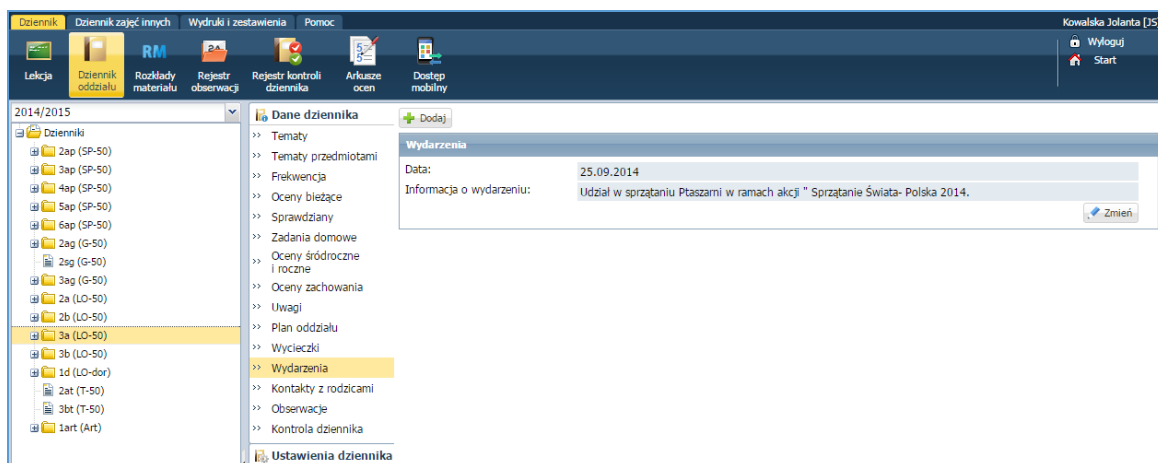 Dziennik Dziennik zajęć innych Wydruki i zestawienia Pomoc Kowalska Jolanta [JS
Wyloguj
Start
RM
Lekcja Dziennik oddziału Rozkłady materiału Rejestr obserwacji Rejestr kontroli dziennika Arkusze ocen Dostęp mobilny
2014/2015
Dzienniki
2ap (SP-50)
3ap (SP-50)
4ap (SP-50)
5ap (SP-50)
6ap (SP-50)
2ag (G-50)
2sg (G-50)
3ag (G-50)
2a (LO-50)
2b (LO-50)
3a (LO-50)
3b (LO-50)
1d (LO-dor)
2at (T-50)
3bt (T-50)
1art (Art)
Dane dziennika
Tematy
Tematy przedmiotami
Frekwencja
Oceny bieżące
Sprawdziany
Zadania domowe
Oceny śródroczne
i roczne
Oceny zachowania
Uwagi
Plan oddziału
Wycieczki
Wydarzenia
Kontakty z rodzicami
Obserwacje
Kontrola dziennika
Ustawienia dziennika
Dodaj
Wydarzenia
Data: 25.09.2014
Informacja o wydarzeniu: Udział w sprzątaniu Ptaszarni w ramach akcji " Sprzątanie Świata- Polska 2014.
Zmień